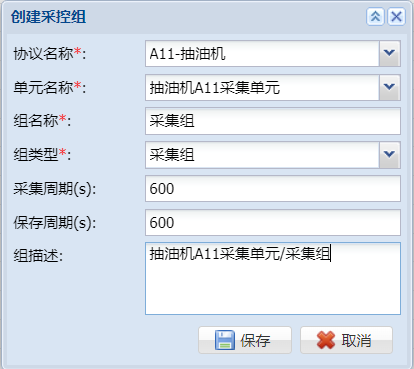 创建采控组
协议名称*: A11-抽油机
单元名称*: 抽油机A11采集单元
组名称*: 采集组
组类型*: 采集组
采集周期(s): 600
保存周期(s): 600
组描述: 抽油机A11采集单元/采集组
保存 取消